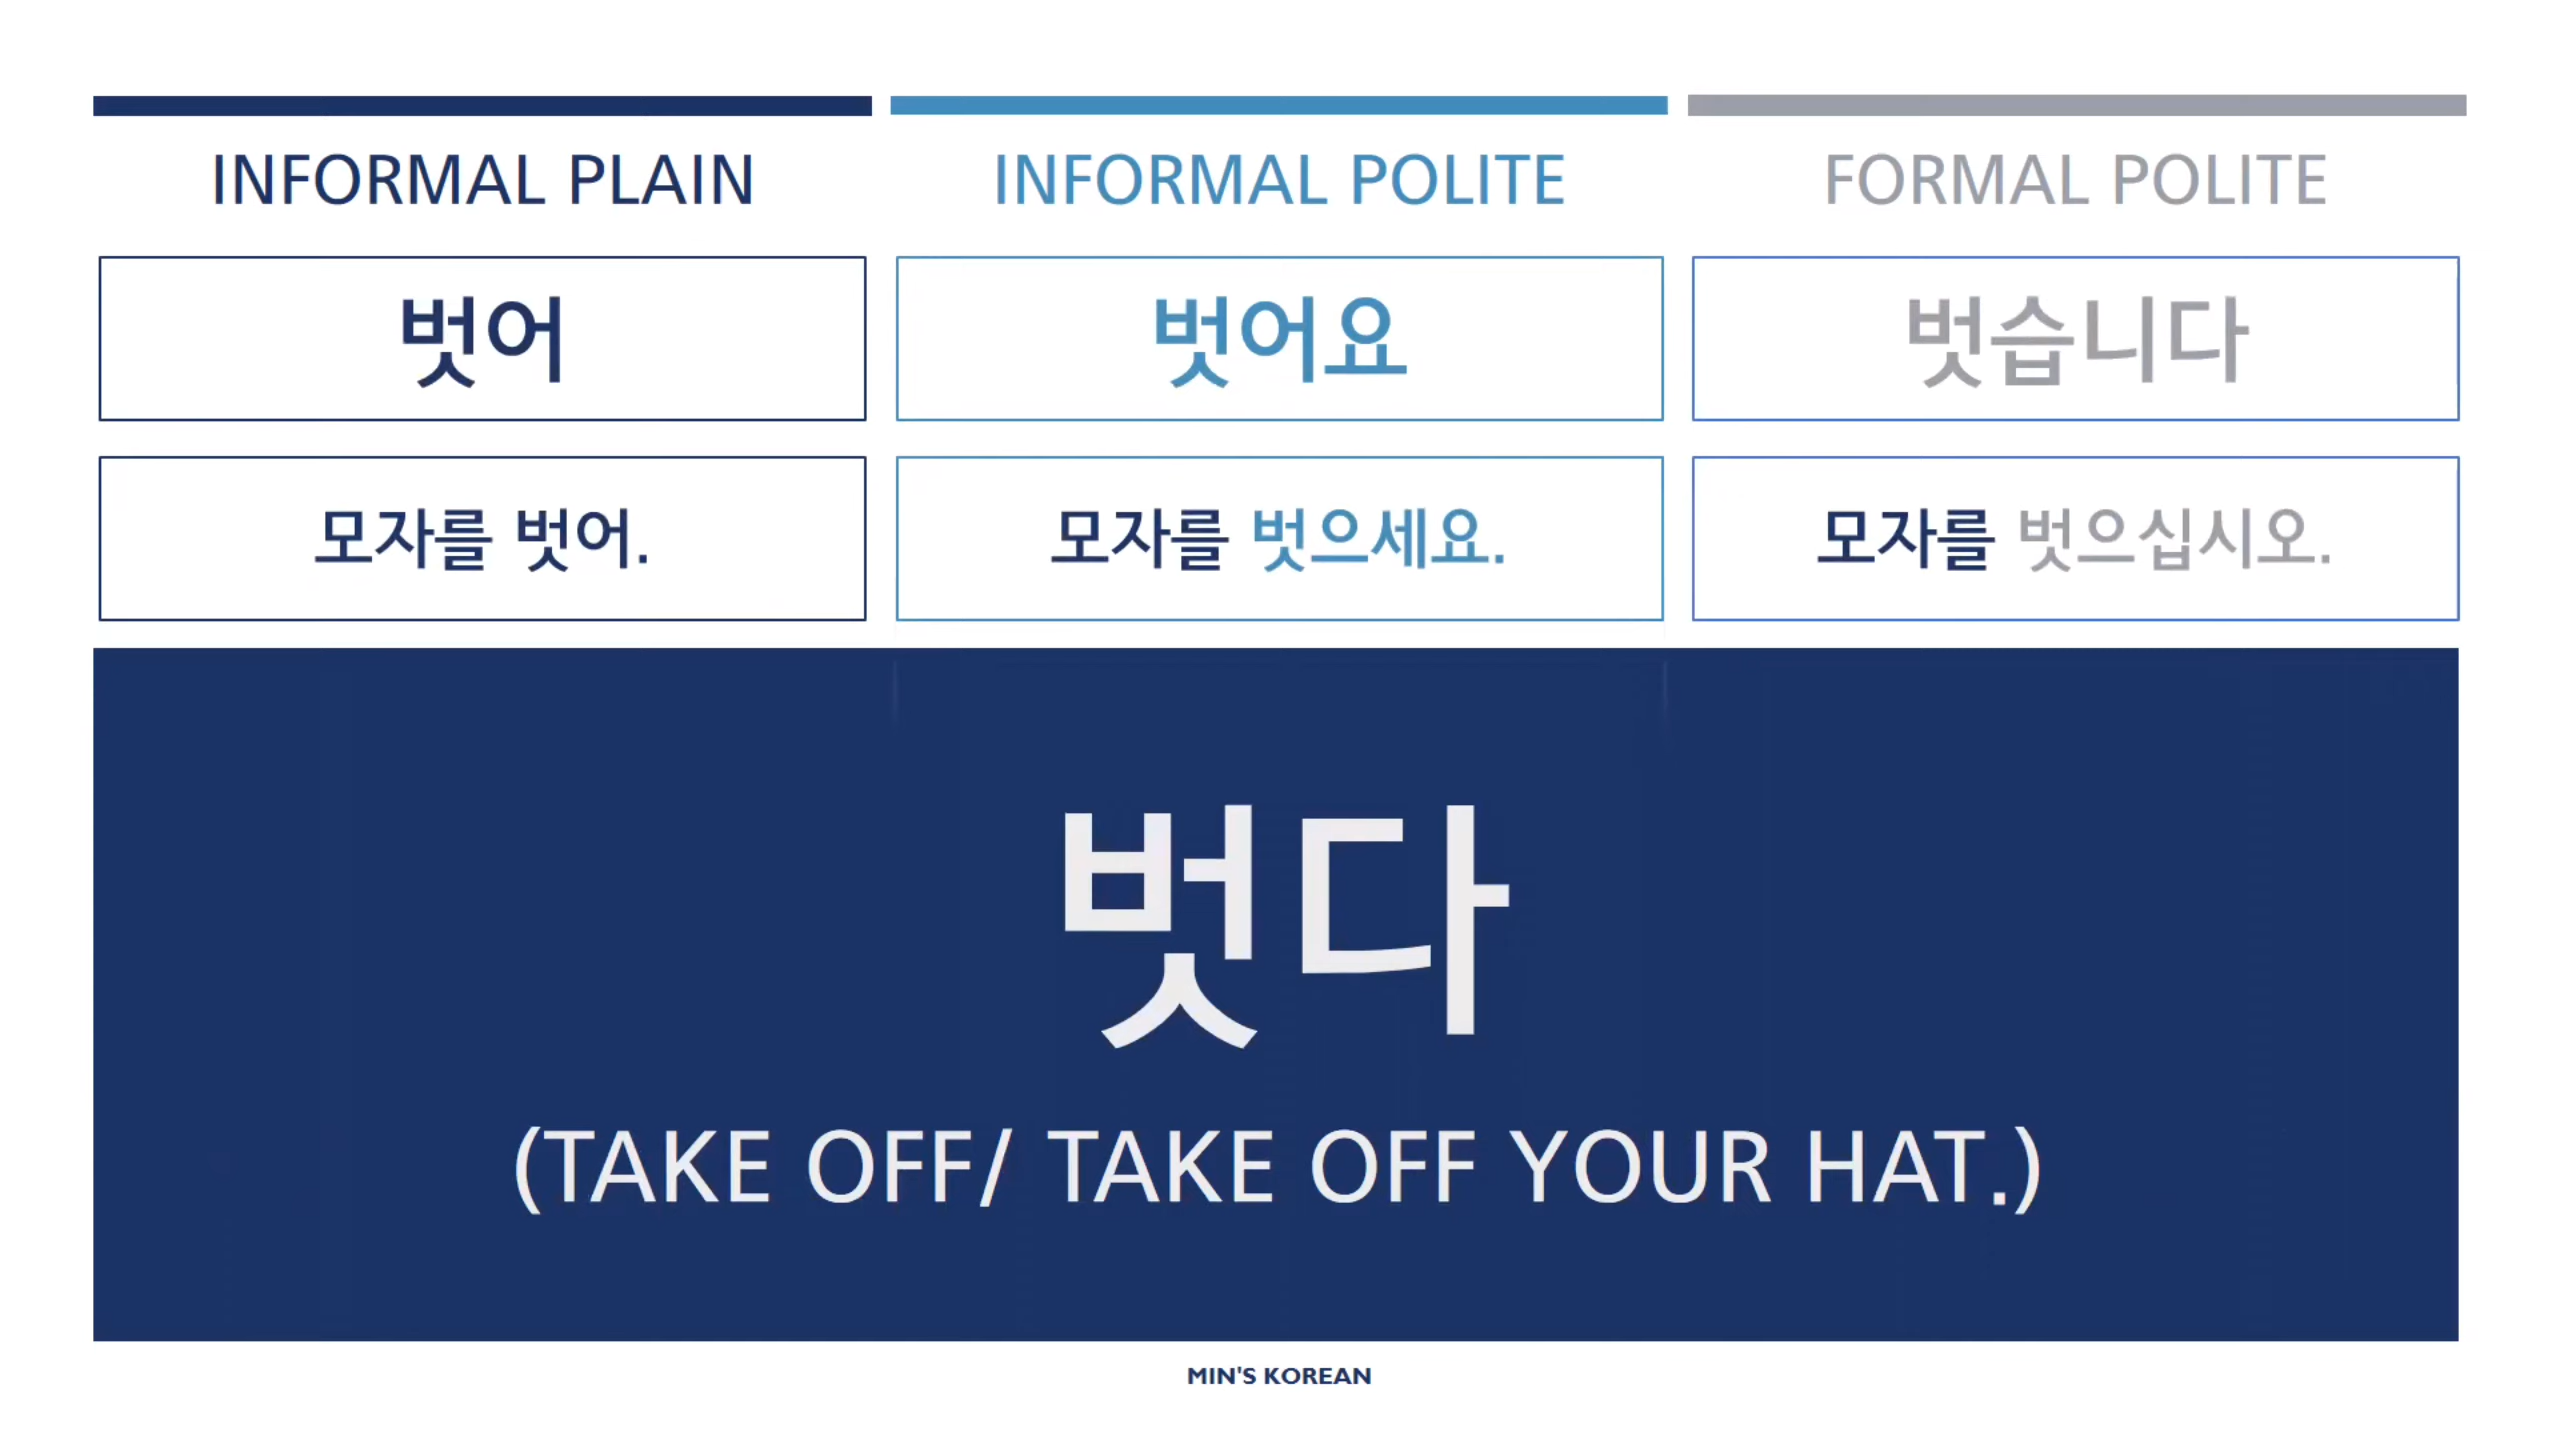 INFORMAL PLAIN
INFORMAL POLITE
FORMAL POLITE
벗어
벗어요
벗습니다
모자를 벗어.
모자를 벗으세요.
모자를 벗으십시오.
벗다
(TAKE OFF/ TAKE OFF YOUR HAT.)
MIN'S KOREAN